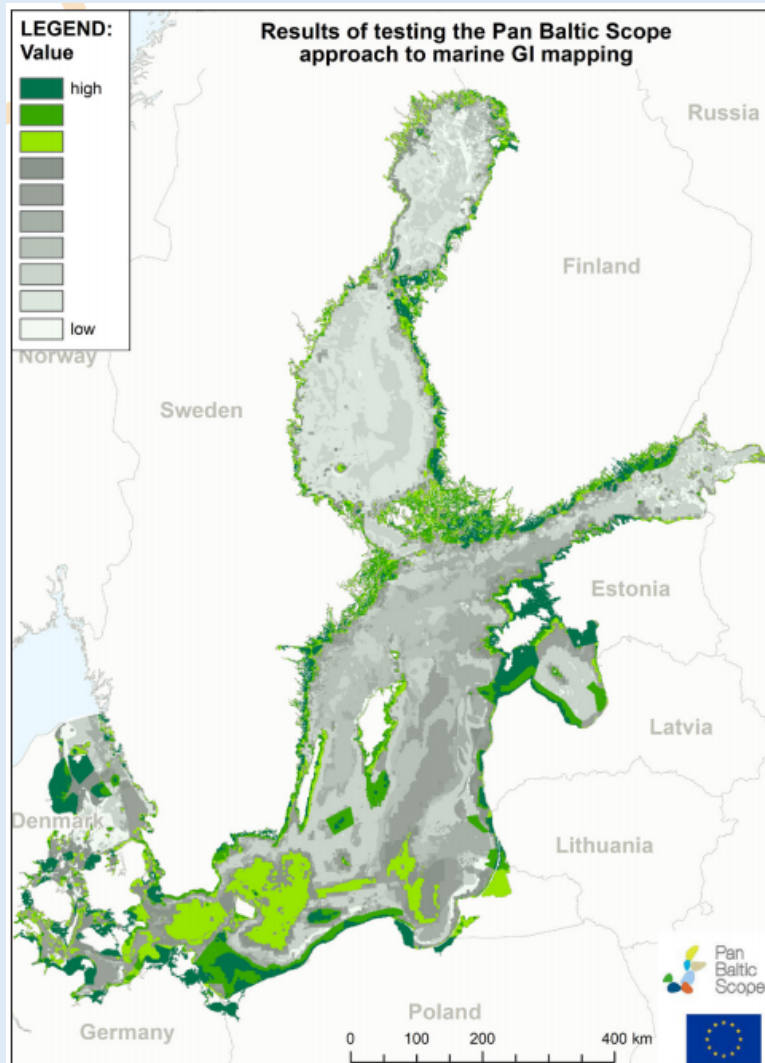 LEGEND:
Value
high
low
Results of testing the Pan Baltic Scope
approach to marine GI mapping
Russia
Finland
Norway
Sweden
Estonia
Latvia
Denmark
Lithuania
Pan
Baltic
Scope
Poland
Germany
0 100 200 400 km